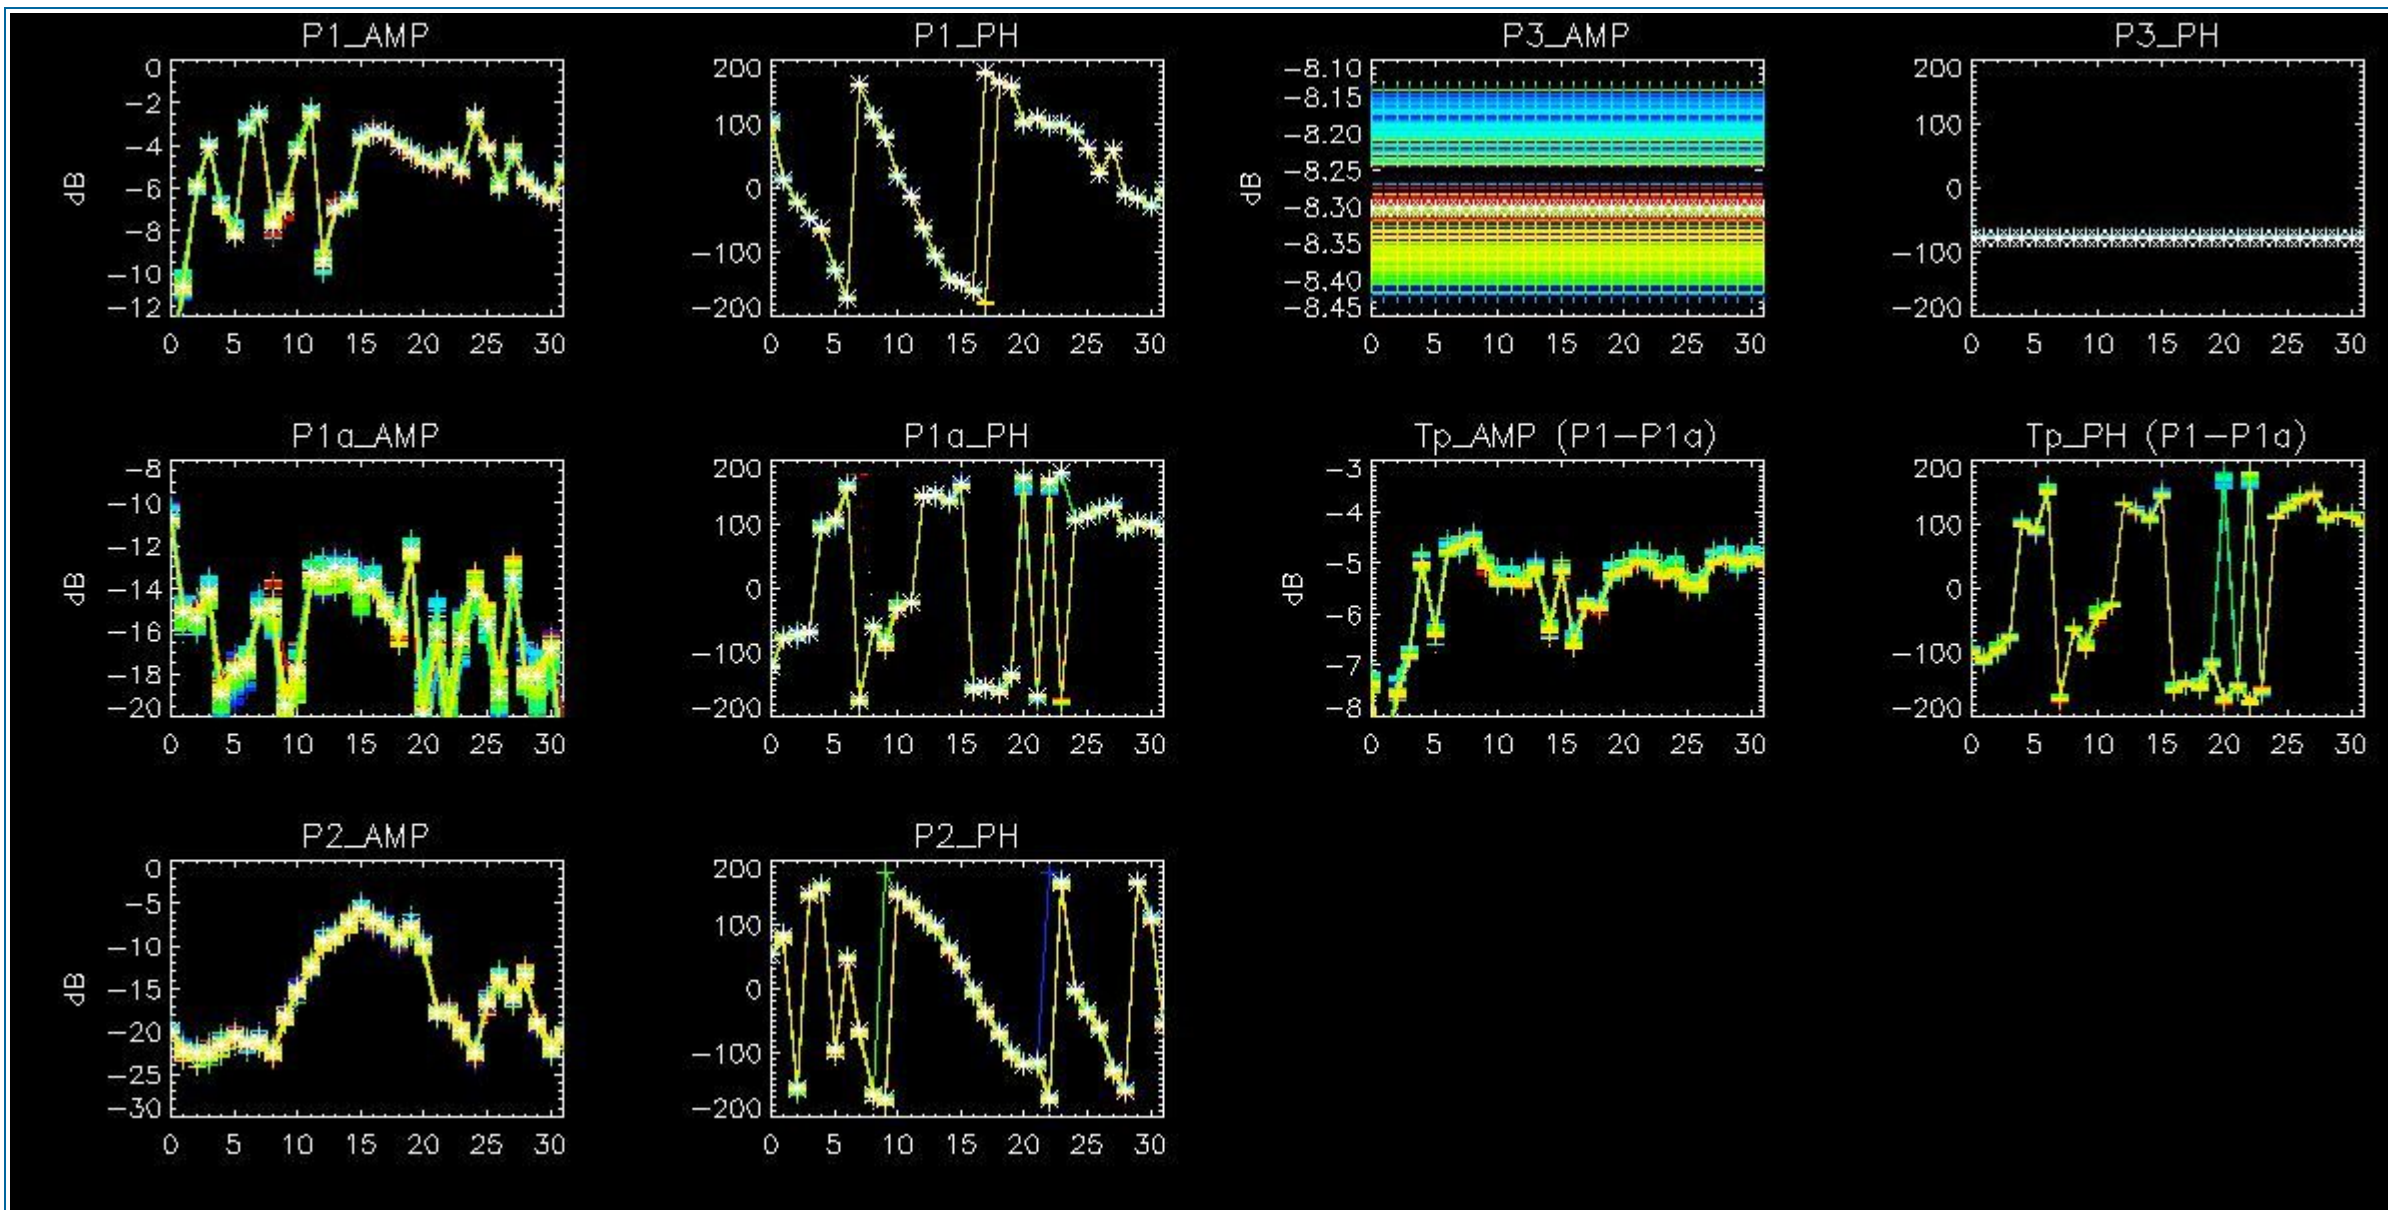 P1_AMP
P1_PH
P3_AMP
P3_PH
0
−2
−4
−6
−8
−10
−12
dB
0 5 10 15 20 25 30
200
100
0
−100
−200
0 5 10 15 20 25 30
−8.10
−8.15
−8.20
−8.25
−8.30
−8.35
−8.40
−8.45
dB
0 5 10 15 20 25 30
200
100
0
−100
−200
0 5 10 15 20 25 30
P1a_AMP
P1a_PH
Tp_AMP (P1−P1a)
Tp_PH (P1−P1a)
−8
−10
−12
−14
−16
−18
−20
dB
0 5 10 15 20 25 30
200
100
0
−100
−200
0 5 10 15 20 25 30
−3
−4
−5
−6
−7
−8
dB
0 5 10 15 20 25 30
200
100
0
−100
−200
0 5 10 15 20 25 30
P2_AMP
P2_PH
0
−5
−10
−15
−20
−25
−30
dB
0 5 10 15 20 25 30
200
100
0
−100
−200
0 5 10 15 20 25 30